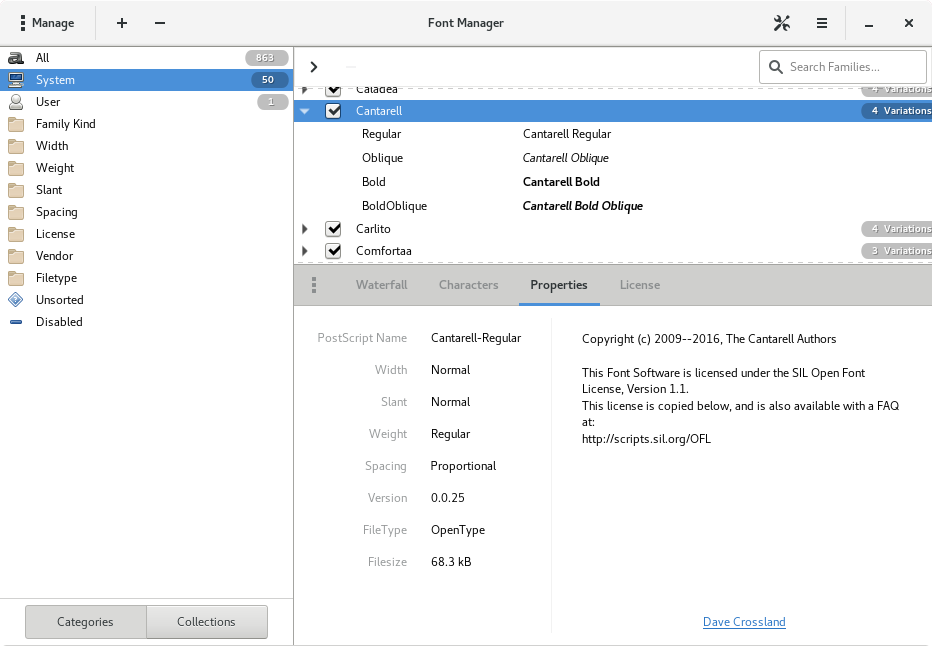 Manage
Font Manager
All 863
System 50
User 1
Family Kind
Width
Weight
Slant
Spacing
License
Vendor
Filetype
Unsorted
Disabled
Categories Collections
Search Families...
Caladea 4 Variations
Cantarell 4 Variations
Regular Cantarell Regular
Oblique Cantarell Oblique
Bold Cantarell Bold
BoldOblique Cantarell Bold Oblique
Carlito 4 Variations
Comfortaa 3 Variations
Waterfall Characters Properties License
PostScript Name Cantarell-Regular
Width Normal
Slant Normal
Weight Regular
Spacing Proportional
Version 0.0.25
FileType OpenType
Filesize 68.3 kB
Copyright (c) 2009--2016, The Cantarell Authors
This Font Software is licensed under the SIL Open Font
License, Version 1.1.
This license is copied below, and is also available with a FAQ
at:
http://scripts.sil.org/OFL
Dave Crossland